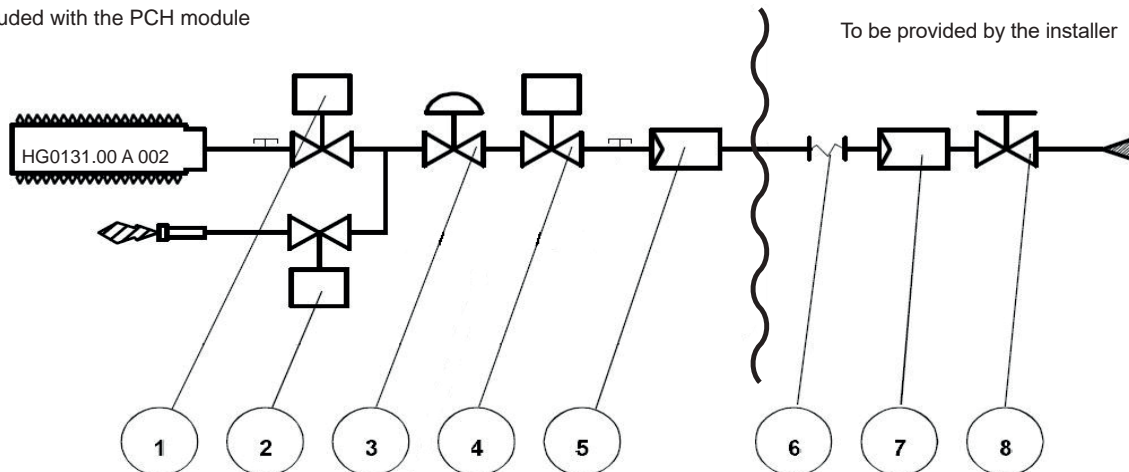 with the PCH module
To be provided by the installer
HG0131.00 A 002
1 2 3 4 5 6 7 8